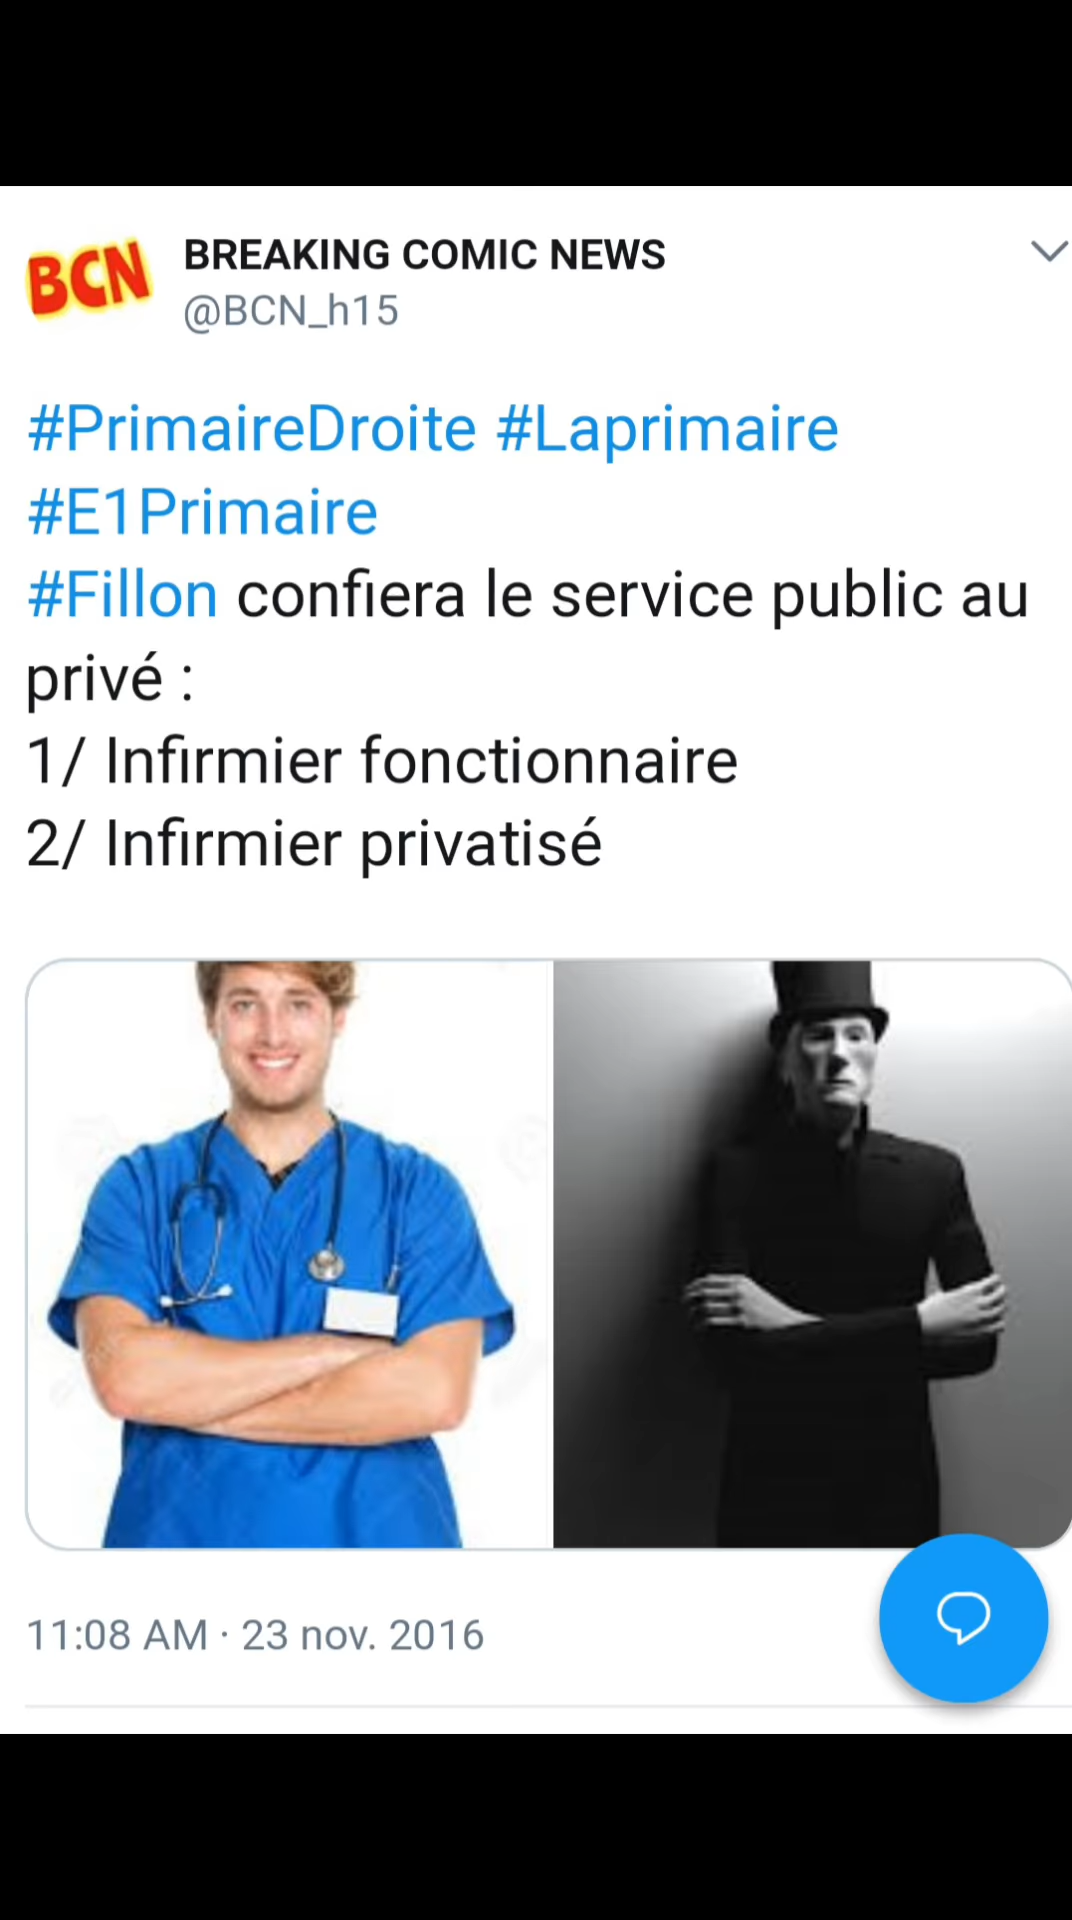 BCN
BREAKING COMIC NEWS
@BCN_h15
#PrimaireDroite #Laprimaire
#E1Primaire
#Fillon confiera le service public au
privé :
1/ Infirmier fonctionnaire
2/ Infirmier privatisé
11:08 AM · 23 nov. 2016